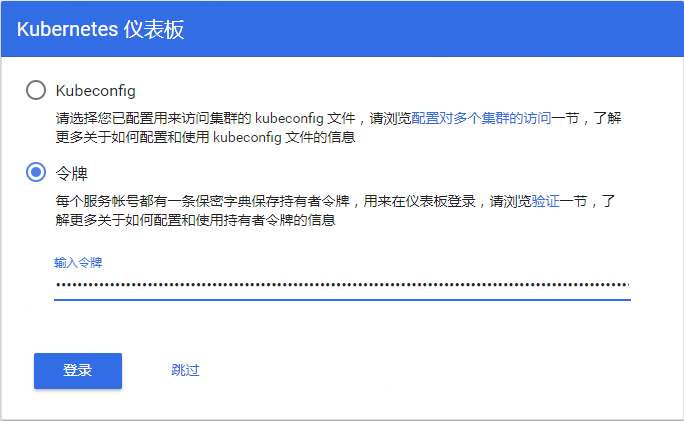 Kubernetes 仪表板
Kubeconfig
请选择您已配置用来访问集群的 kubeconfig 文件，请浏览配置对多个集群的访问一节，了解
更多关于如何配置和使用 kubeconfig 文件的信息
令牌
每个服务帐号都有一条保密字典保存持有者令牌，用来在仪表板登录，请浏览验证一节，了
解更多关于如何配置和使用持有者令牌的信息
输入令牌
登录
跳过